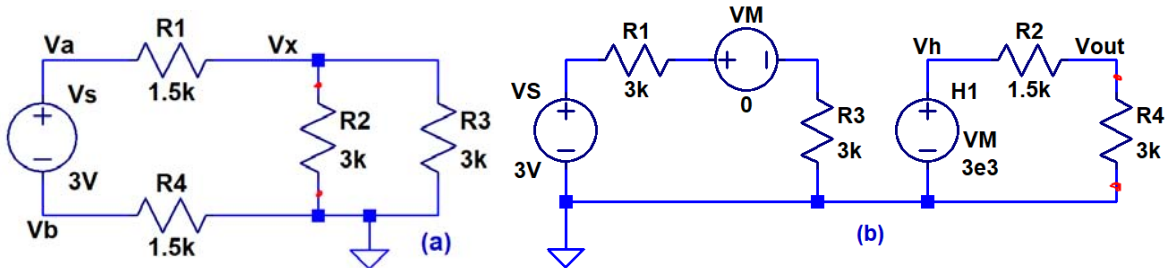 Va
R1
1.5k
Vx
Vs
3V
R2
3k
R3
3k
Vb
R4
1.5k
(a)
VS
3V
R1
3k
VM
0
R3
3k
Vh
H1
VM
3e3
R2
1.5k
Vout
R4
3k
(b)